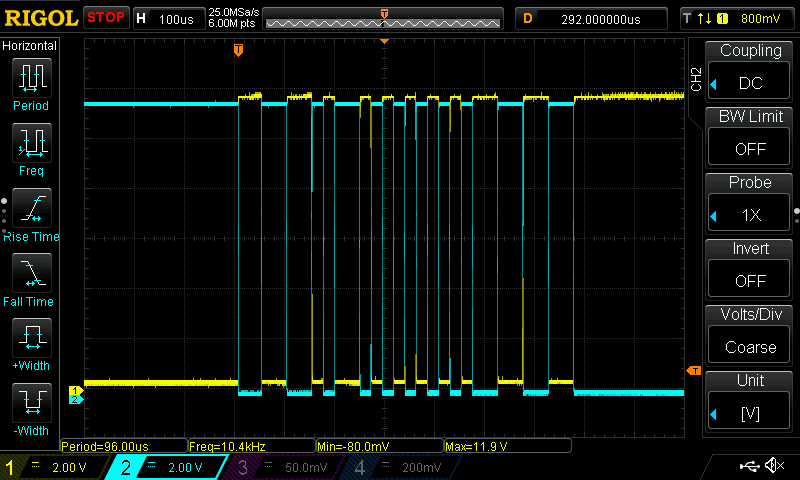 RIGOL STOP H 100us 25.0MSa/s 6.00M pts T D 292.000000us T 1 800mV
Horizontal
Period
Freq
Rise Time
Fall Time
+Width
-Width
T
1
2
T
CH2
Coupling
DC
BW Limit
OFF
Probe
1X
Invert
OFF
Volts/Div
Coarse
Unit
[V]
Period=96.00us Freq=10.4kHz Min=-80.0mV Max=11.9 V
1 2.00 V 2 2.00 V 3 50.0mV 4 200mV